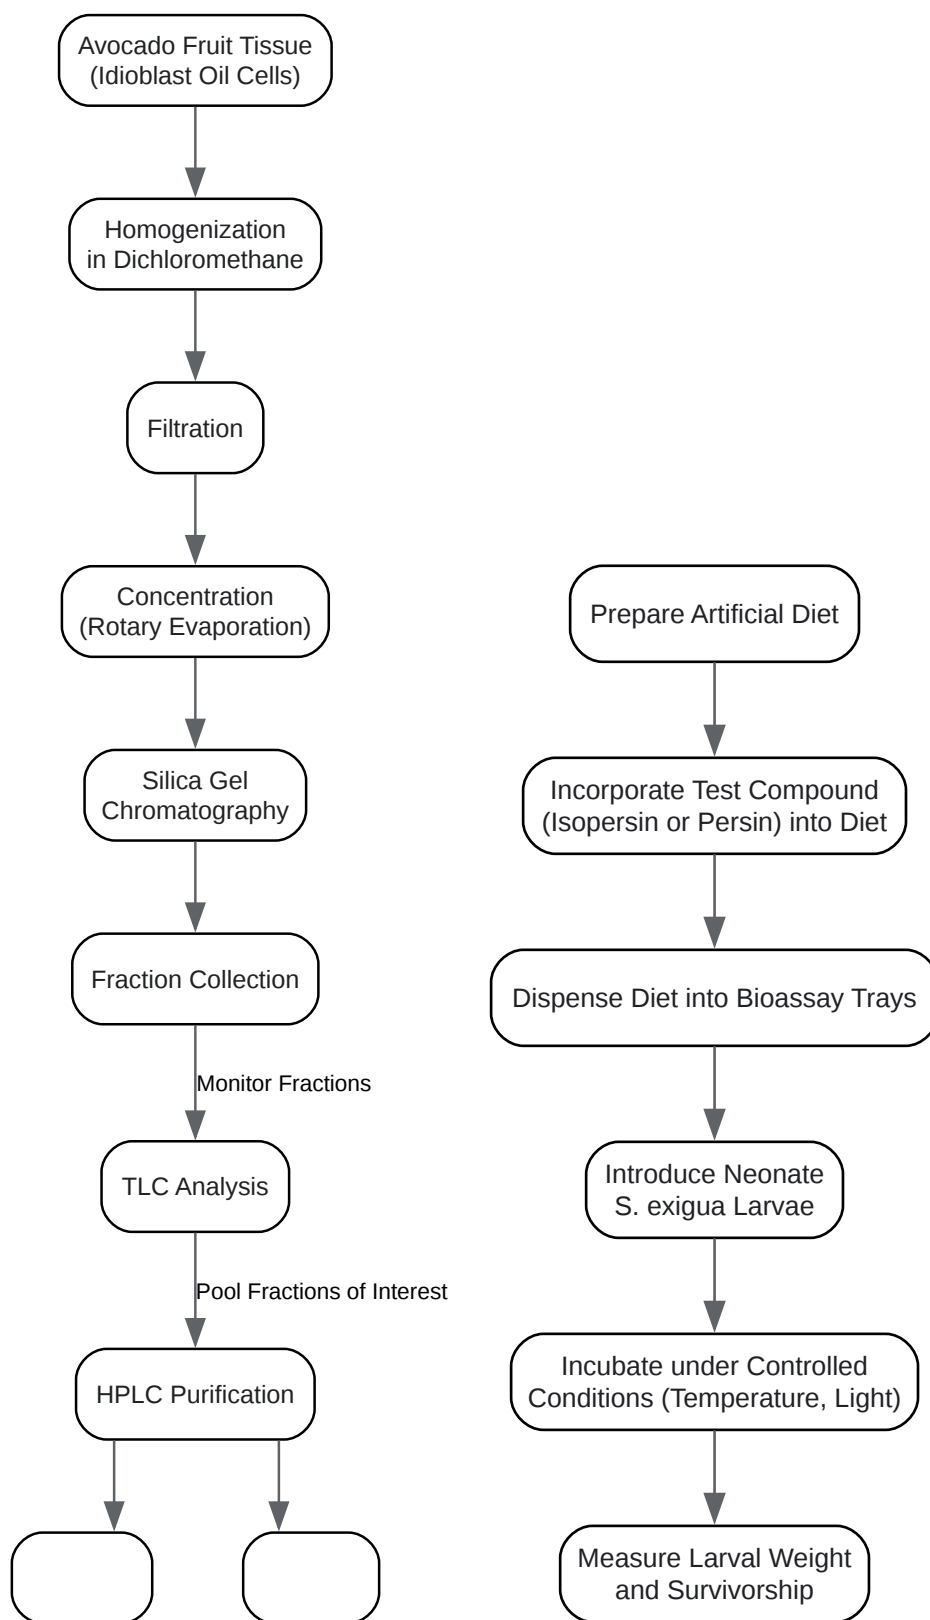 Avocado Fruit Tissue
(Idioblast Oil Cells)
Homogenization
in Dichloromethane
Filtration
Concentration
(Rotary Evaporation)
Silica Gel
Chromatography
Fraction Collection
Monitor Fractions
TLC Analysis
Pool Fractions of Interest
HPLC Purification
Prepare Artificial Diet
Incorporate Test Compound
(Isopersin or Persin) into Diet
Dispense Diet into Bioassay Trays
Introduce Neonate
S. exigua Larvae
Incubate under Controlled
Conditions (Temperature, Light)
Measure Larval Weight
and Survivorship